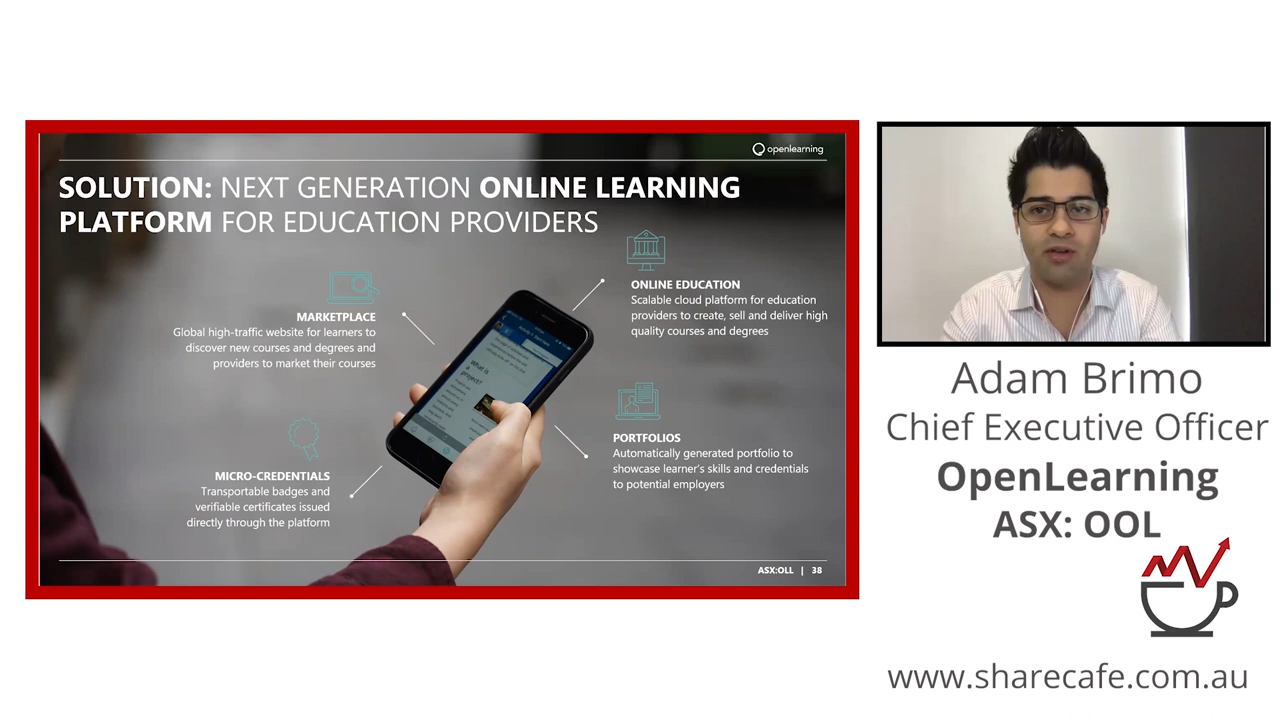 openlearning
SOLUTION: NEXT GENERATION ONLINE LEARNING
PLATFORM FOR EDUCATION PROVIDERS
MARKETPLACE
Global high-traffic website for learners to
discover new courses and degrees and
providers to market their courses
ONLINE EDUCATION
Scalable cloud platform for education
providers to create, sell and deliver high
quality courses and degrees
What is
a
project?
MICRO-CREDENTIALS
Transportable badges and
verifiable certificates issued
directly through the platform
PORTFOLIOS
Automatically generated portfolio to
showcase learner's skills and credentials
to potential employers
ASX:OLL | 38
Adam Brimo
Chief Executive Officer
OpenLearning
ASX: OOL
www.sharecafe.com.au